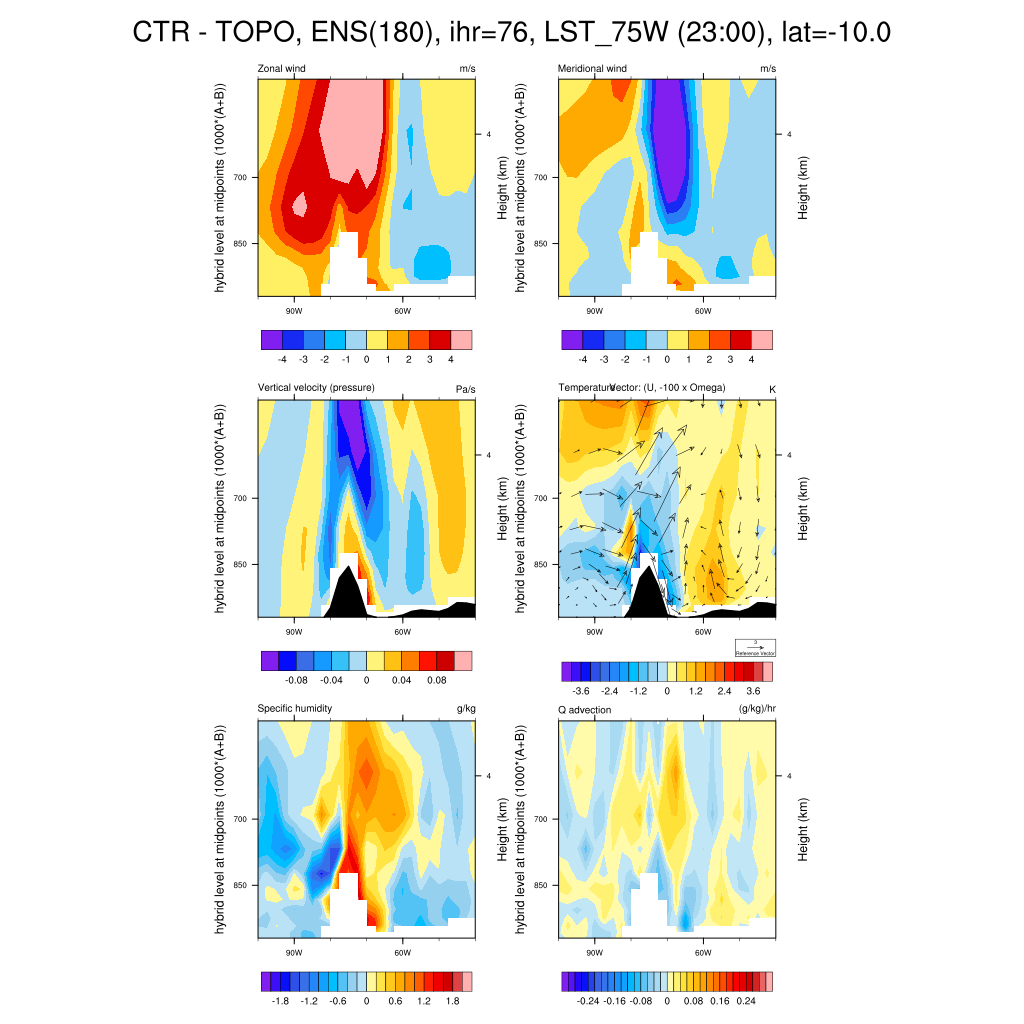 CTR - TOPO, ENS(180), ihr=76, LST_75W (23:00), lat=-10.0
Zonal wind m/s
hybrid level at midpoints (1000*(A+B))
700
850
4
Height (km)
90W 60W
-4 -3 -2 -1 0 1 2 3 4
Meridional wind m/s
hybrid level at midpoints (1000*(A+B))
700
850
4
Height (km)
90W 60W
-4 -3 -2 -1 0 1 2 3 4
Vertical velocity (pressure) Pa/s
hybrid level at midpoints (1000*(A+B))
700
850
4
Height (km)
90W 60W
-0.08 -0.04 0 0.04 0.08
Temperature Vector: (U, -100 x Omega) K
hybrid level at midpoints (1000*(A+B))
700
850
4
Height (km)
90W 60W
3
Reference Vector
-3.6 -2.4 -1.2 0 1.2 2.4 3.6
Specific humidity g/kg
hybrid level at midpoints (1000*(A+B))
700
850
4
Height (km)
90W 60W
-1.8 -1.2 -0.6 0 0.6 1.2 1.8
Q advection (g/kg)/hr
hybrid level at midpoints (1000*(A+B))
700
850
4
Height (km)
90W 60W
-0.24 -0.16 -0.08 0 0.08 0.16 0.24